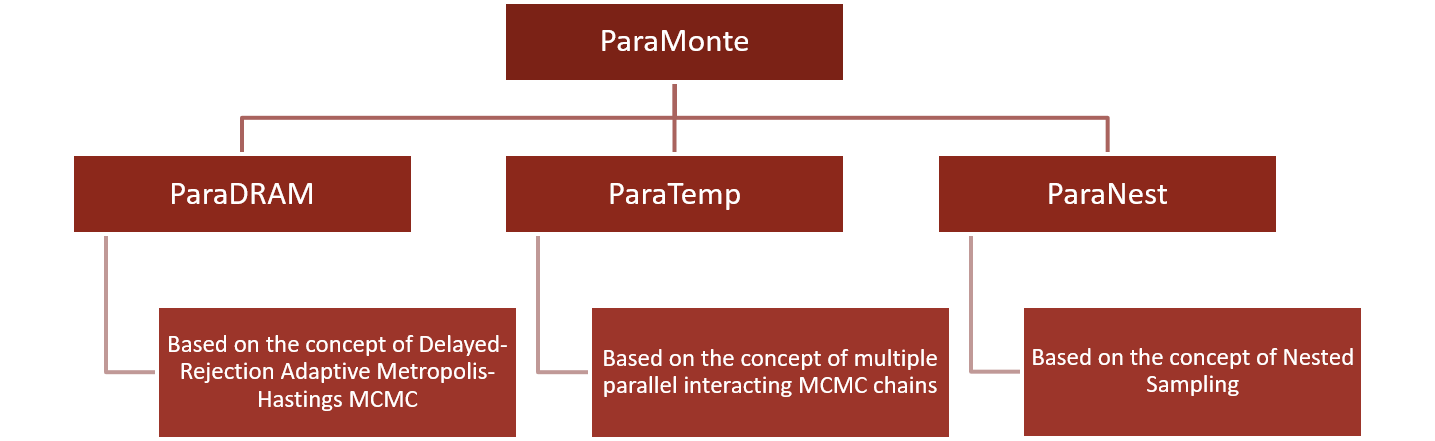 ParaMonte
ParaDRAM
ParaTemp
ParaNest
Based on the concept of Delayed-
Rejection Adaptive Metropolis-
Hastings MCMC
Based on the concept of multiple
parallel interacting MCMC chains
Based on the concept of Nested
Sampling